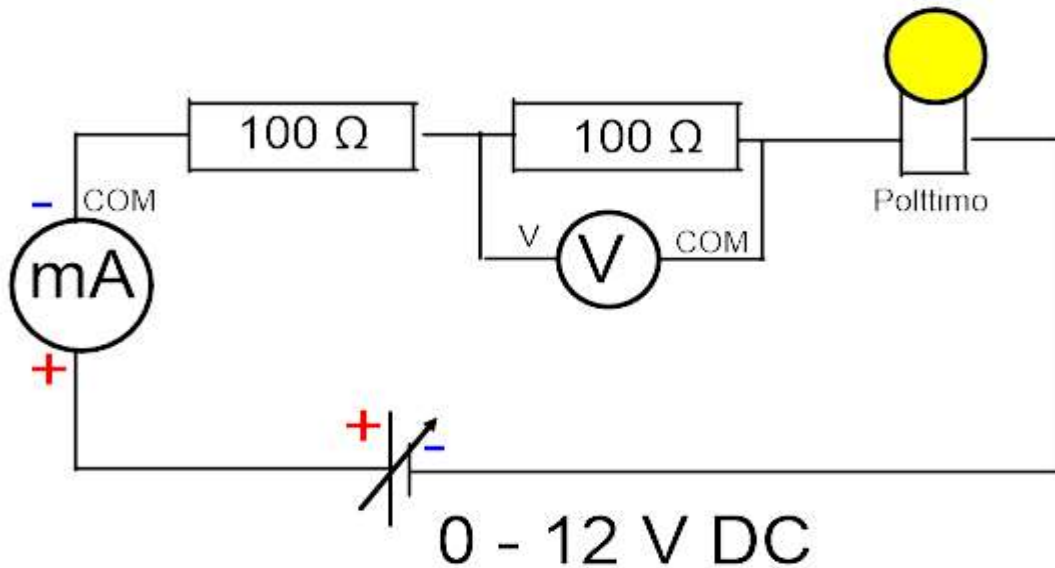 100 Ω
100 Ω
Polttimo
- COM
V
COM
V
mA
+
+
-
0 - 12 V DC